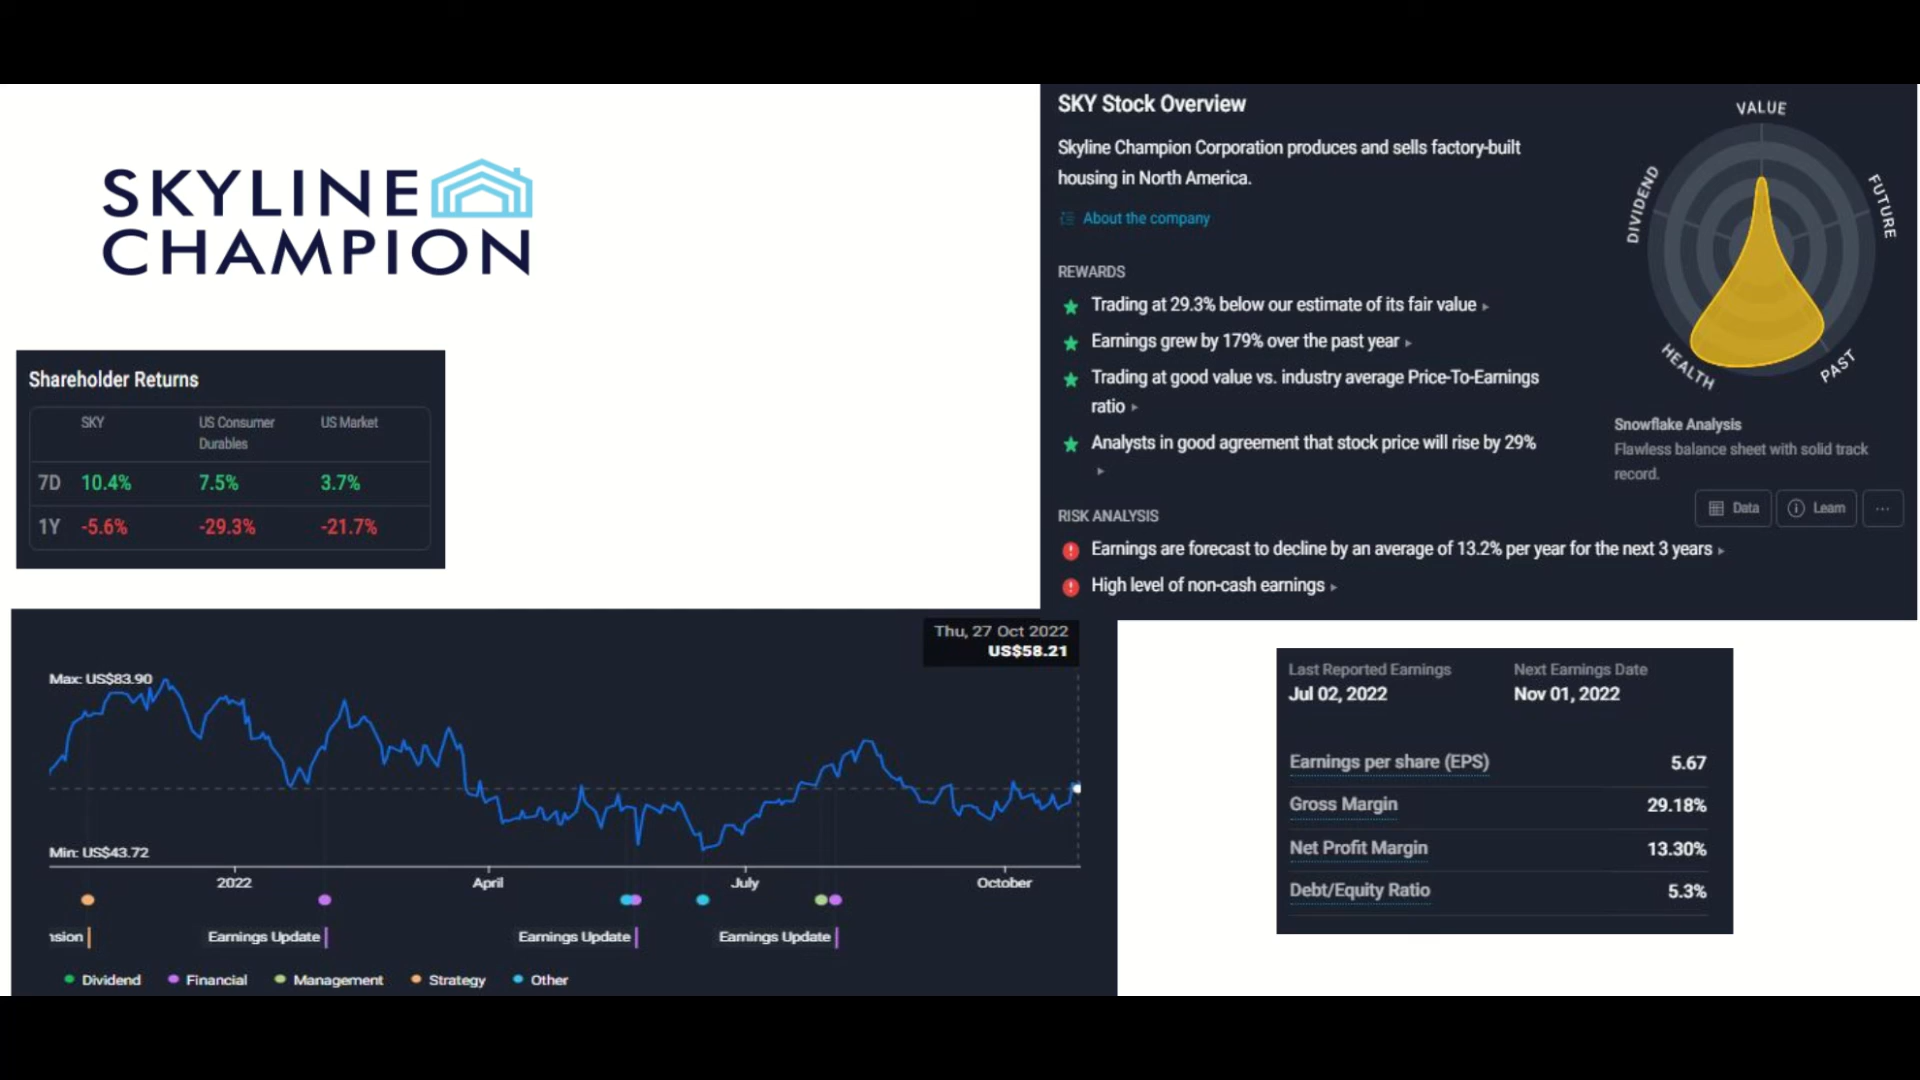 SKYLINE
CHAMPION
Shareholder Returns
SKY US Consumer Durables US Market
7D 10.4% 7.5% 3.7%
1Y -5.6% -29.3% -21.7%
SKY Stock Overview
Skyline Champion Corporation produces and sells factory-built
housing in North America.
About the company
REWARDS
Trading at 29.3% below our estimate of its fair value
Earnings grew by 179% over the past year
Trading at good value vs. industry average Price-To-Earnings
ratio
Analysts in good agreement that stock price will rise by 29%
RISK ANALYSIS
Earnings are forecast to decline by an average of 13.2% per year for the next 3 years
High level of non-cash earnings
VALUE
FUTURE
PAST
HEALTH
DIVIDEND
Snowflake Analysis
Flawless balance sheet with solid track
record.
Data Learn ...
Thu, 27 Oct 2022
US$58.21
Max: US$83.90
Min: US$43.72
2022 April July October
nsion Earnings Update Earnings Update Earnings Update
Dividend Financial Management Strategy Other
Last Reported Earnings Next Earnings Date
Jul 02, 2022 Nov 01, 2022
Earnings per share (EPS) 5.67
Gross Margin 29.18%
Net Profit Margin 13.30%
Debt/Equity Ratio 5.3%